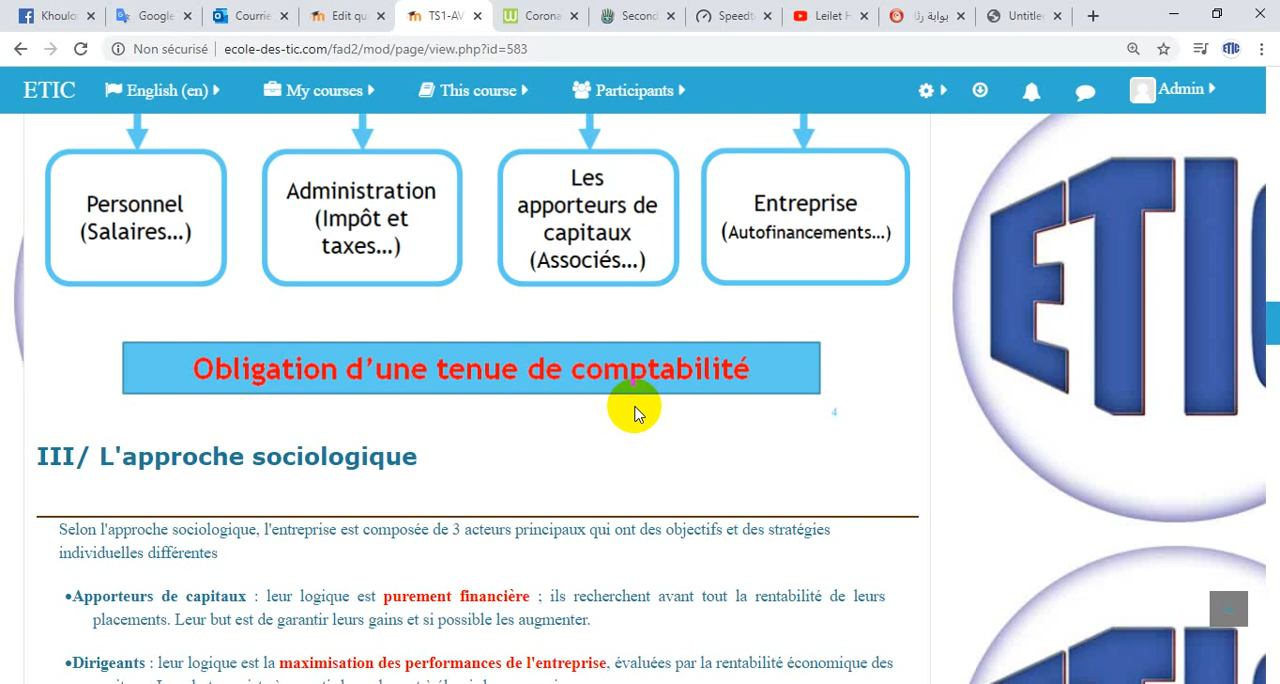 Khoulo
Google
Courrie
Edit qu
TS1-AV
Corona
Second
Speedt
Leilet H
بوابة رتا
Untitle
Non sécurisé
ecole-des-tic.com/fad2/mod/page/view.php?id=583
ETIC
ETIC
English (en)
My courses
This course
Participants
Admin
Personnel
(Salaires...)
Administration
(Impôt et
taxes...)
Les
apporteurs de
capitaux
(Associés...)
Entreprise
(Autofinancements...)
ETIC
Obligation d'une tenue de comptabilité
4
III/ L'approche sociologique
Selon l'approche sociologique, l'entreprise est composée de 3 acteurs principaux qui ont des objectifs et des stratégies
individuelles différentes
•Apporteurs de capitaux : leur logique est purement financière ; ils recherchent avant tout la rentabilité de leurs
placements. Leur but est de garantir leurs gains et si possible les augmenter.
•Dirigeants : leur logique est la maximisation des performances de l'entreprise, évaluées par la rentabilité économique des